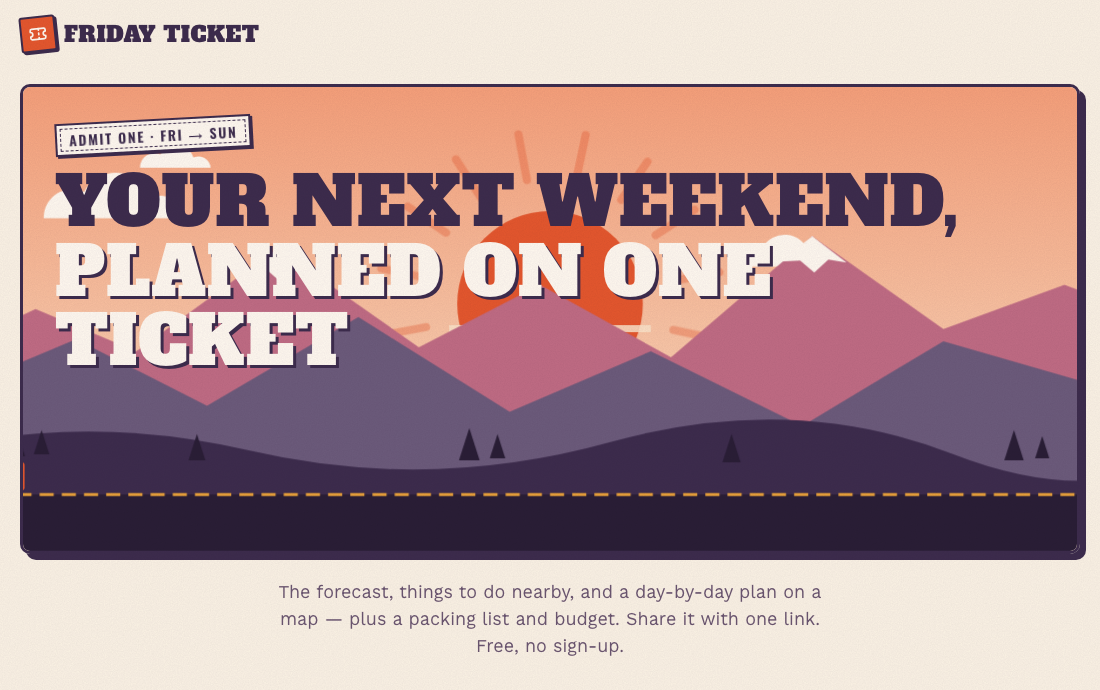 FRIDAY TICKET
ADMIT ONE · FRI → SUN
YOUR NEXT WEEKEND,
PLANNED ON ONE
TICKET
The forecast, things to do nearby, and a day-by-day plan on a
map — plus a packing list and budget. Share it with one link.
Free, no sign-up.